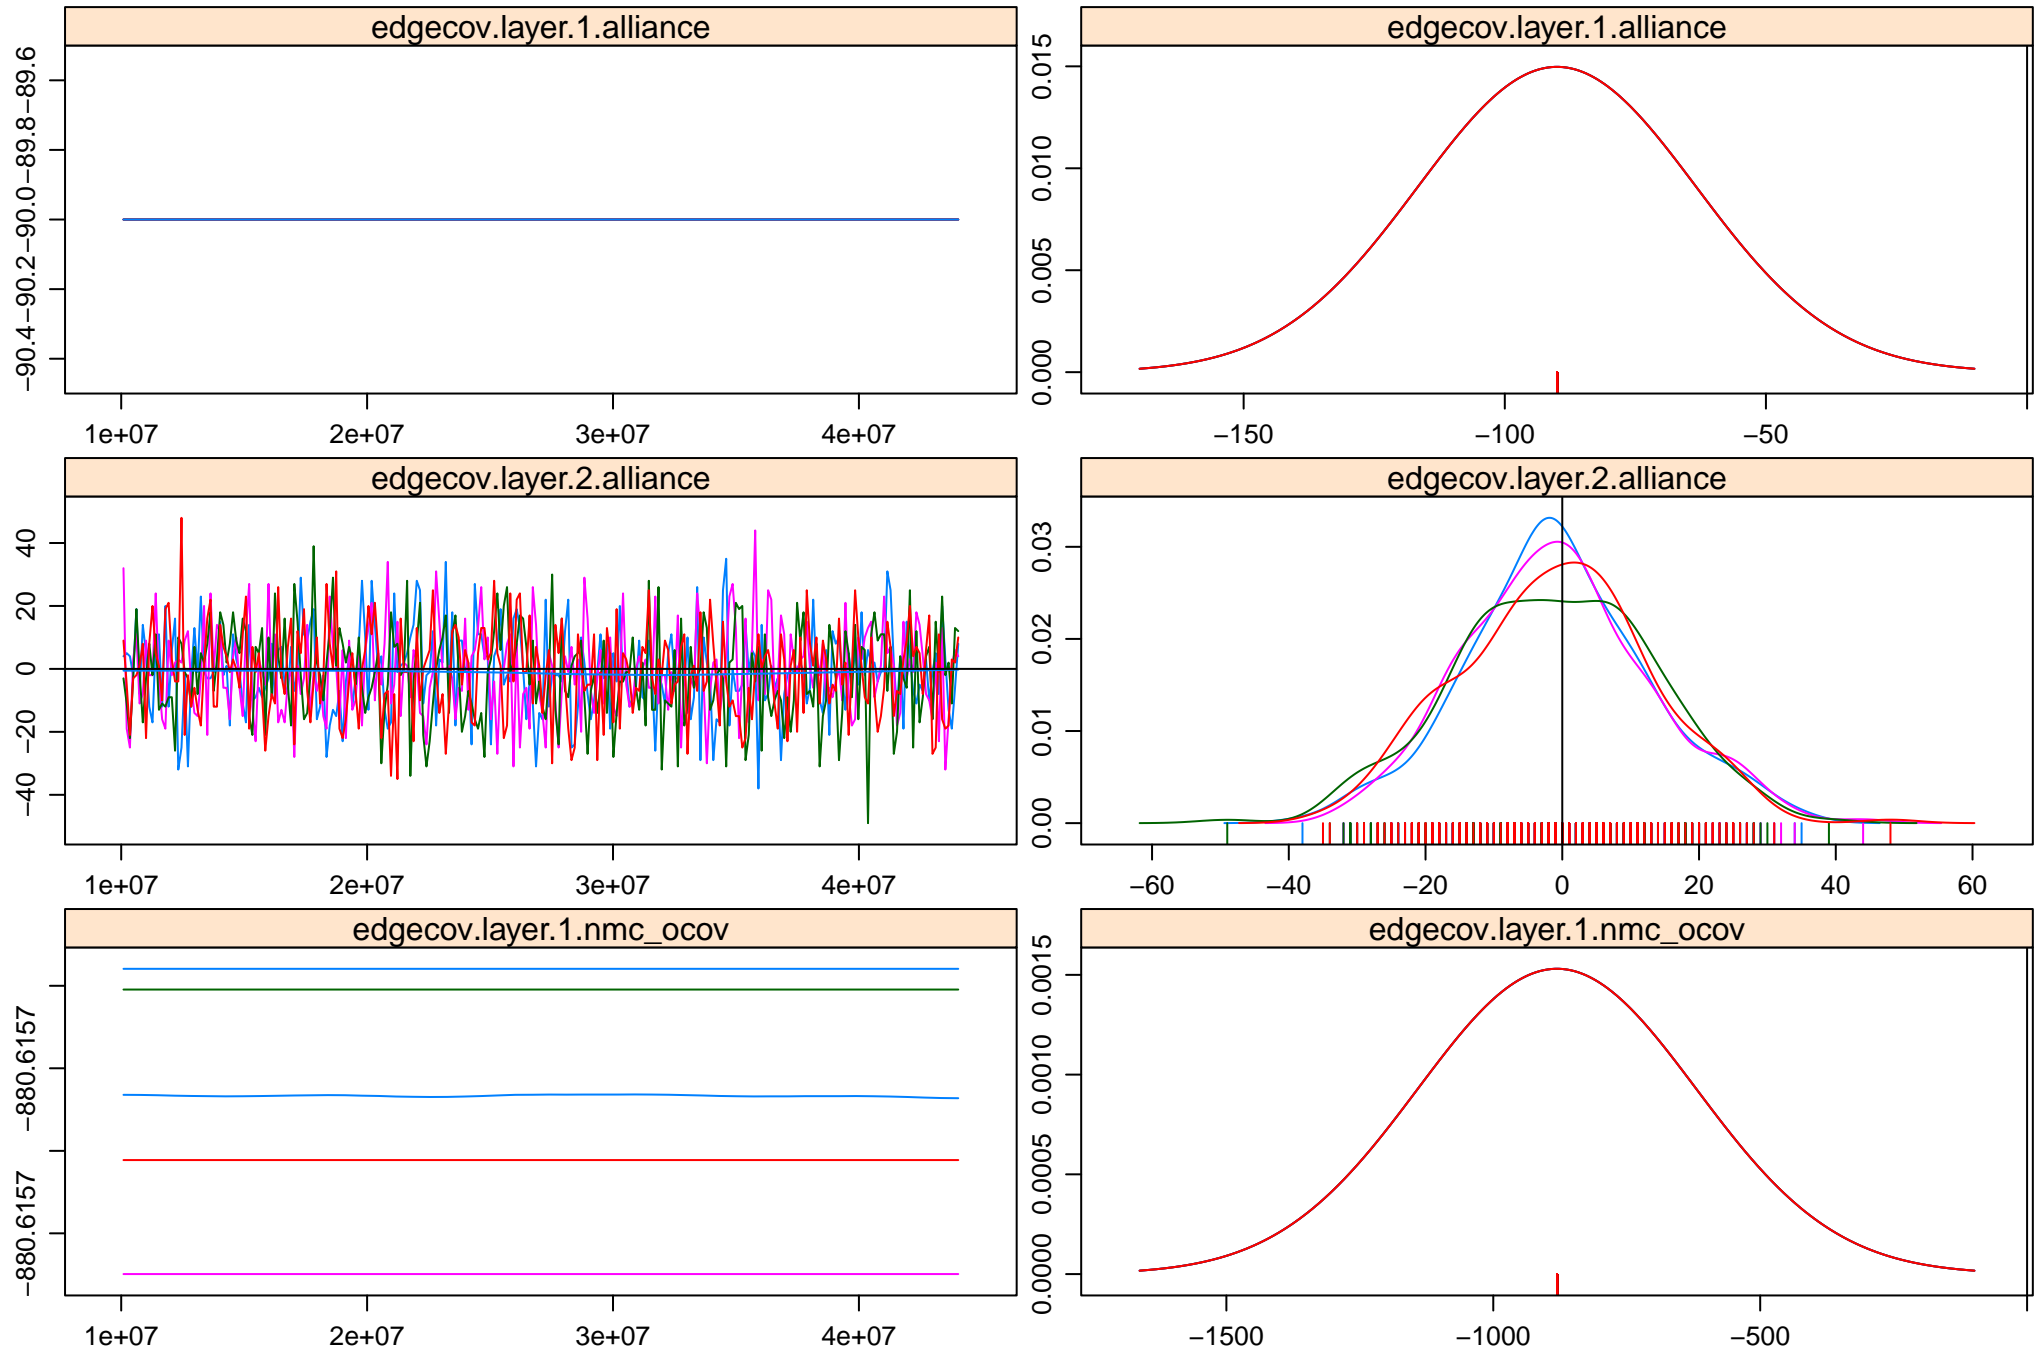 edgecov.layer.1.alliance
−90.4 −90.2 −90.0 −89.8 −89.6
1e+07 2e+07 3e+07 4e+07
edgecov.layer.1.alliance
0.000 0.005 0.010 0.015
−150 −100 −50
edgecov.layer.2.alliance
−40 −20 0 20 40
1e+07 2e+07 3e+07 4e+07
edgecov.layer.2.alliance
0.00 0.01 0.02 0.03
−60 −40 −20 0 20 40 60
edgecov.layer.1.nmc_ocov
−880.6157 −880.6157
1e+07 2e+07 3e+07 4e+07
edgecov.layer.1.nmc_ocov
0.0000 0.0005 0.0010 0.0015
−1500 −1000 −500